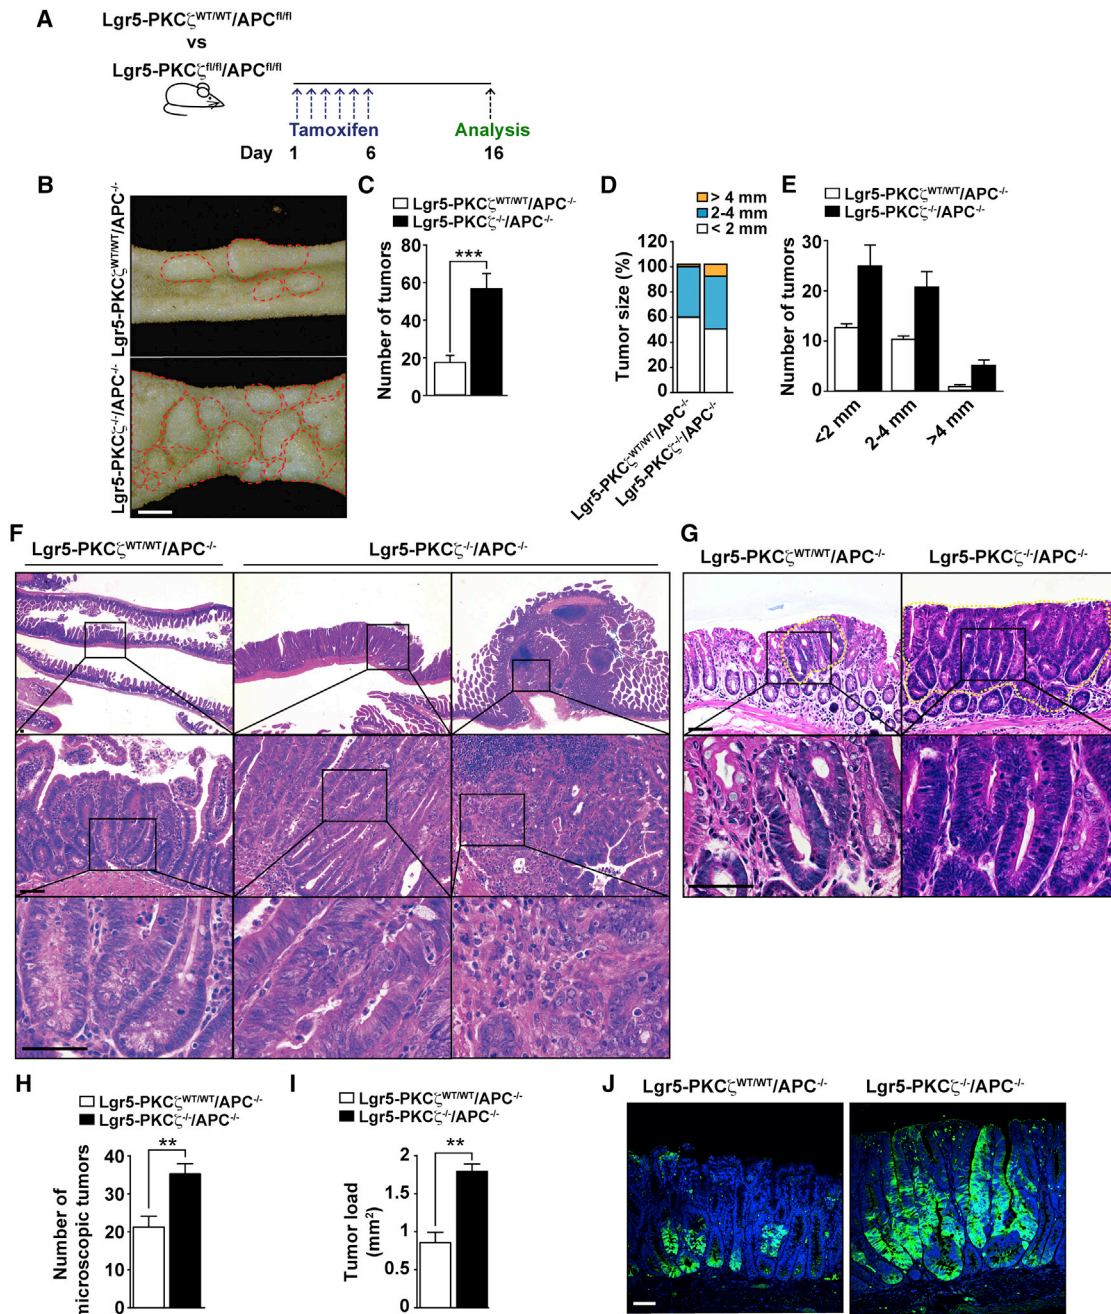 A
Lgr5-PKCζWT/WT/APCfl/fl
vs
Lgr5-PKCζfl/fl/APCfl/fl
Tamoxifen
Analysis
Day 1 6 16
B
Lgr5-PKCζWT/WT/APC-/-
Lgr5-PKCζ-/-/APC-/-
C
Lgr5-PKCζWT/WT/APC-/-
Lgr5-PKCζ-/-/APC-/-
Number of tumors
80
60
40
20
0
***
D
> 4 mm
2-4 mm
< 2 mm
Tumor size (%)
120
100
80
60
40
20
0
Lgr5-PKCζWT/WT/APC-/-
Lgr5-PKCζ-/-/APC-/-
E
Lgr5-PKCζWT/WT/APC-/-
Lgr5-PKCζ-/-/APC-/-
Number of tumors
30
20
10
0
<2 mm
2-4 mm
>4 mm
F
Lgr5-PKCζWT/WT/APC-/-
Lgr5-PKCζ-/-/APC-/-
G
Lgr5-PKCζWT/WT/APC-/-
Lgr5-PKCζ-/-/APC-/-
H
Lgr5-PKCζWT/WT/APC-/-
Lgr5-PKCζ-/-/APC-/-
Number of
microscopic tumors
40
30
20
10
0
**
I
Lgr5-PKCζWT/WT/APC-/-
Lgr5-PKCζ-/-/APC-/-
Tumor load
(mm2)
2
1.5
1
0.5
0
**
J
Lgr5-PKCζWT/WT/APC-/-
Lgr5-PKCζ-/-/APC-/-